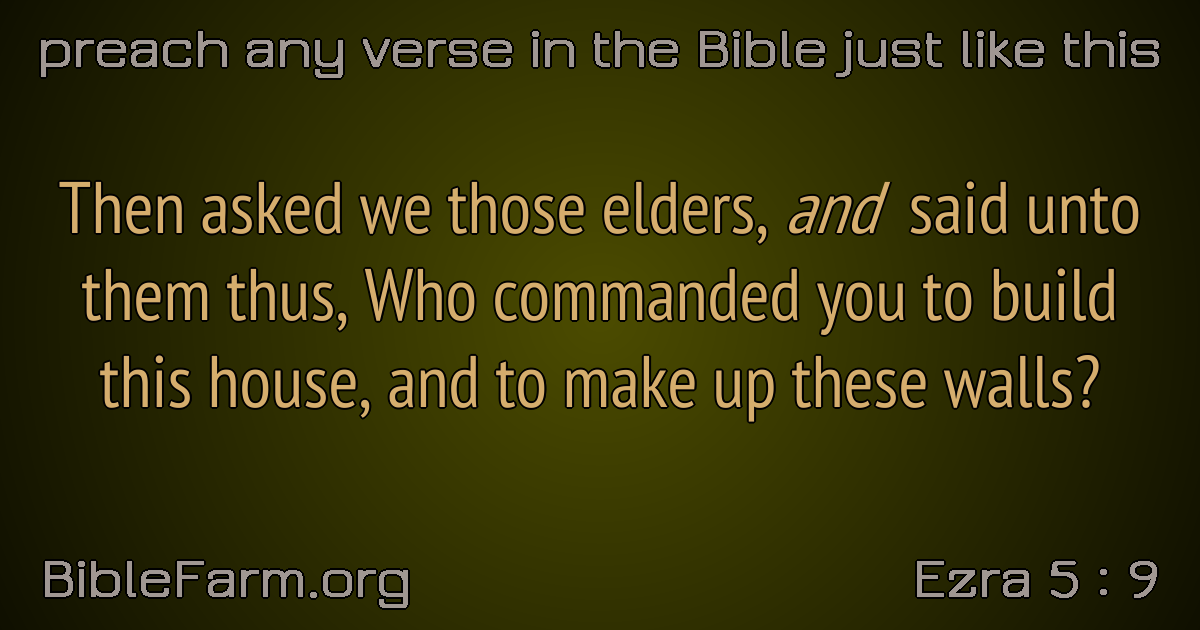 preach any verse in the Bible just like this
Then asked we those elders, and said unto
them thus, Who commanded you to build
this house, and to make up these walls?
BibleFarm.org
Ezra 5 : 9